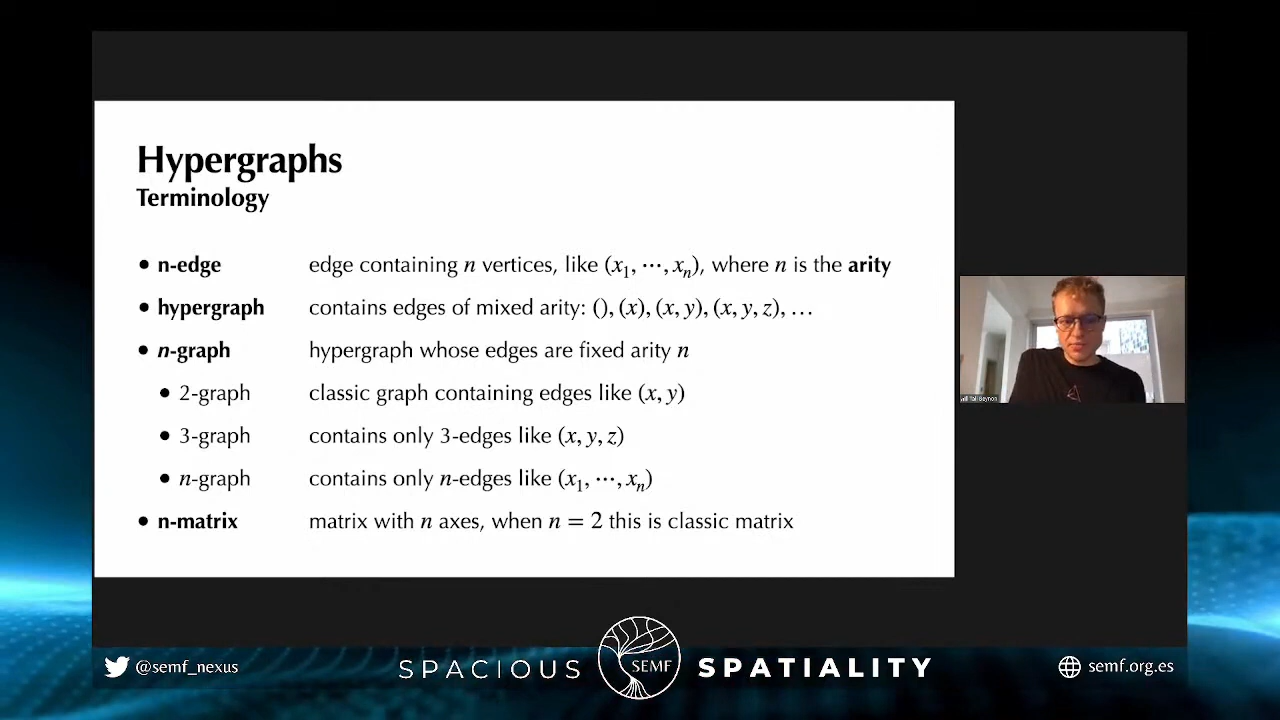 Hypergraphs
Terminology
• n-edge edge containing n vertices, like (x₁, ⋯, xₙ), where n is the arity
• hypergraph contains edges of mixed arity: (), (x), (x, y), (x, y, z), …
• n-graph hypergraph whose edges are fixed arity n
• 2-graph classic graph containing edges like (x, y)
• 3-graph contains only 3-edges like (x, y, z)
• n-graph contains only n-edges like (x₁, ⋯, xₙ)
• n-matrix matrix with n axes, when n = 2 this is classic matrix
Tali Beynon
@semf_nexus
SPACIOUS SEMF SPATIALITY
semf.org.es